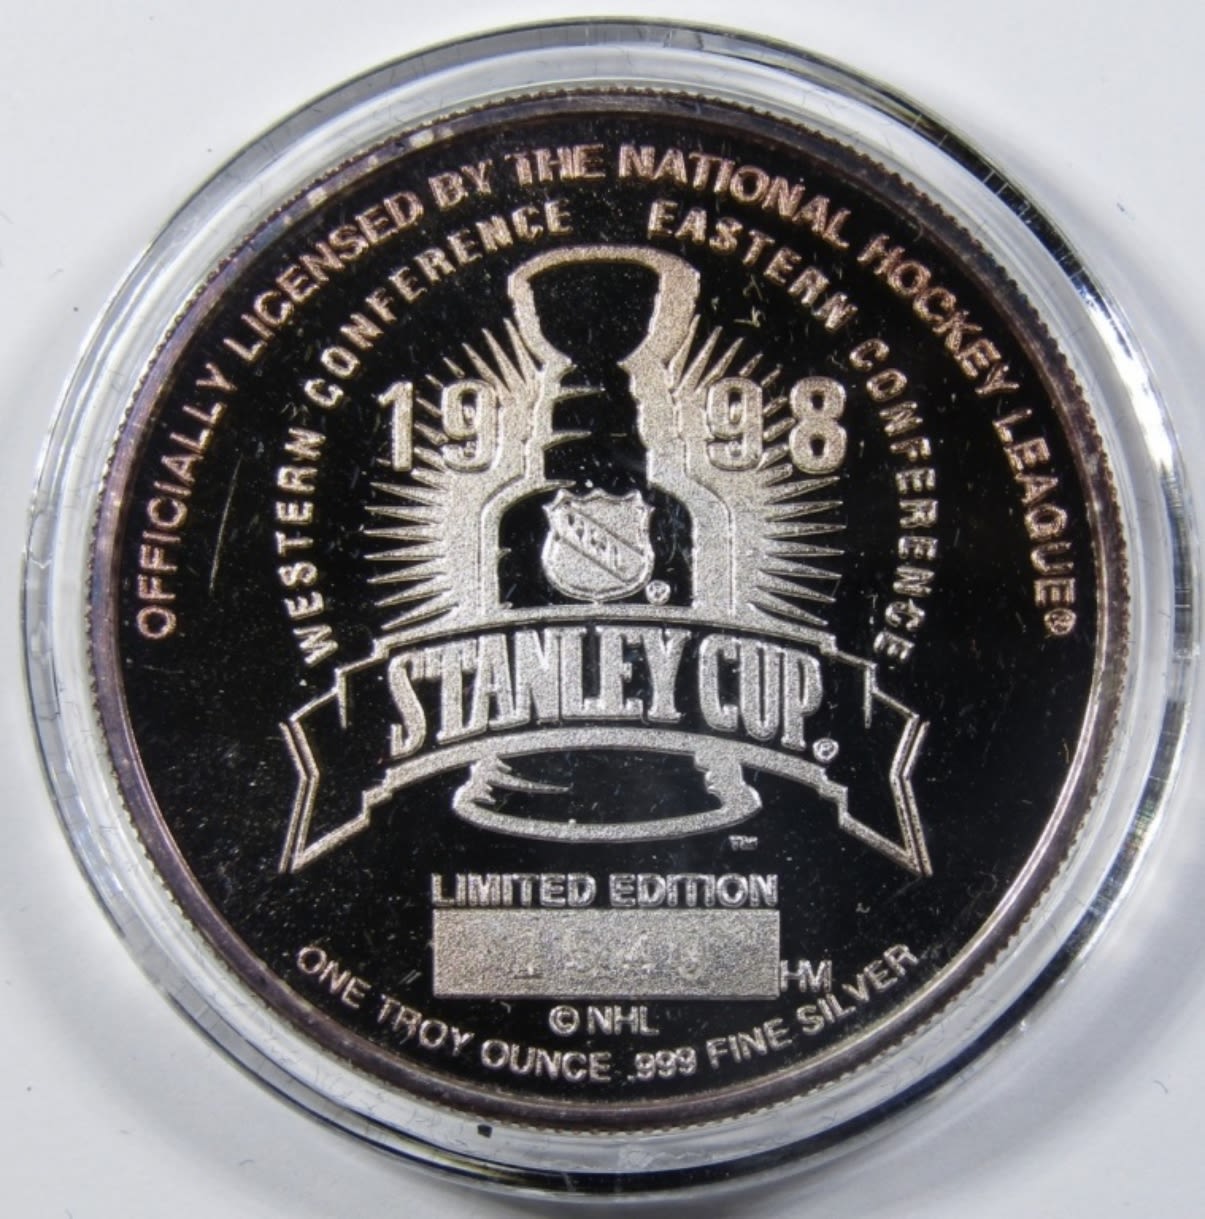 OFFICIALLY LICENSED BY THE NATIONAL HOCKEY LEAGUE®
WESTERN CONFERENCE EASTERN CONFERENCE
1998
NHL ®
STANLEY CUP®
TM
LIMITED EDITION
HM
© NHL
ONE TROY OUNCE .999 FINE SILVER